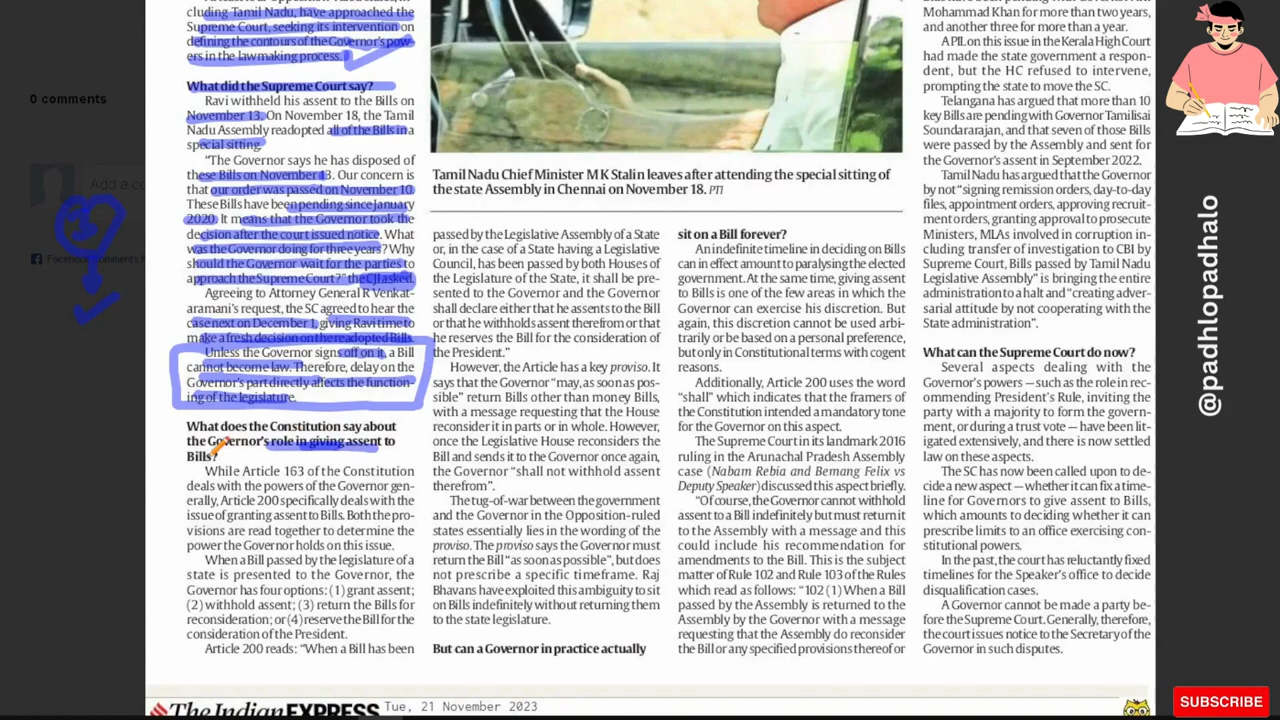 cluding Tamil Nadu, have approached the
Supreme Court, seeking its intervention on
defining the contours of the Governor's pow-
ers in the lawmaking process.
What did the Supreme Court say?
Ravi withheld his assent to the Bills on
November 13. On November 18, the Tamil
Nadu Assembly readopted all of the Bills in a
special sitting.
"The Governor says he has disposed of
these Bills on November 13. Our concern is
that our order was passed on November 10.
These Bills have been pending since January
2020. It means that the Governor took the
decision after the court issued notice. What
was the Governor doing for three years? Why
should the Governor wait for the parties to
approach the Supreme Court?" the CJI asked.
Agreeing to Attorney General R Venkat-
aramani's request, the SC agreed to hear the
case next on December 1, giving Ravi time to
make a fresh decision on the readopted Bills.
Unless the Governor signs off on it, a Bill
cannot become law. Therefore, delay on the
Governor's part directly affects the function-
ing of the legislature.
What does the Constitution say about
the Governor's role in giving assent to
Bills?
While Article 163 of the Constitution
deals with the powers of the Governor gen-
erally, Article 200 specifically deals with the
issue of granting assent to Bills. Both the pro-
visions are read together to determine the
power the Governor holds on this issue.
When a Bill passed by the legislature of a
state is presented to the Governor, the
Governor has four options: (1) grant assent;
(2) withhold assent; (3) return the Bills for
reconsideration; or (4) reserve the Bill for the
consideration of the President.
Article 200 reads: "When a Bill has been
Tamil Nadu Chief Minister M K Stalin leaves after attending the special sitting of
the state Assembly in Chennai on November 18. PTI
passed by the Legislative Assembly of a State
or, in the case of a State having a Legislative
Council, has been passed by both Houses of
the Legislature of the State, it shall be pre-
sented to the Governor and the Governor
shall declare either that he assents to the Bill
or that he withholds assent therefrom or that
he reserves the Bill for the consideration of
the President."
However, the Article has a key proviso. It
says that the Governor "may, as soon as pos-
sible" return Bills other than money Bills,
with a message requesting that the House
reconsider it in parts or in whole. However,
once the Legislative House reconsiders the
Bill and sends it to the Governor once again,
the Governor "shall not withhold assent
therefrom".
The tug-of-war between the government
and the Governor in the Opposition-ruled
states essentially lies in the wording of the
proviso. The proviso says the Governor must
return the Bill "as soon as possible", but does
not prescribe a specific timeframe. Raj
Bhavans have exploited this ambiguity to sit
on Bills indefinitely without returning them
to the state legislature.
But can a Governor in practice actually
sit on a Bill forever?
An indefinite timeline in deciding on Bills
can in effect amount to paralysing the elected
government. At the same time, giving assent
to Bills is one of the few areas in which the
Governor can exercise his discretion. But
again, this discretion cannot be used arbi-
trarily or be based on a personal preference,
but only in Constitutional terms with cogent
reasons.
Additionally, Article 200 uses the word
"shall" which indicates that the framers of
the Constitution intended a mandatory tone
for the Governor on this aspect.
The Supreme Court in its landmark 2016
ruling in the Arunachal Pradesh Assembly
case (Nabam Rebia and Bemang Felix vs
Deputy Speaker) discussed this aspect briefly.
"Of course, the Governor cannot withhold
assent to a Bill indefinitely but must return it
to the Assembly with a message and this
could include his recommendation for
amendments to the Bill. This is the subject
matter of Rule 102 and Rule 103 of the Rules
which read as follows: "102 (1) When a Bill
passed by the Assembly is returned to the
Assembly by the Governor with a message
requesting that the Assembly do reconsider
the Bill or any specified provisions thereof or
Mohammad Khan for more than two years,
and another three for more than a year.
A PIL on this issue in the Kerala High Court
had made the state government a respon-
dent, but the HC refused to intervene,
prompting the state to move the SC.
Telangana has argued that more than 10
key Bills are pending with Governor Tamilisai
Soundararajan, and that seven of those Bills
were passed by the Assembly and sent for
the Governor's assent in September 2022.
Tamil Nadu has argued that the Governor
by not "signing remission orders, day-to-day
files, appointment orders, approving recruit-
ment orders, granting approval to prosecute
Ministers, MLAs involved in corruption in-
cluding transfer of investigation to CBI by
Supreme Court, Bills passed by Tamil Nadu
Legislative Assembly" is bringing the entire
administration to a halt and "creating adver-
sarial attitude by not cooperating with the
State administration".
What can the Supreme Court do now?
Several aspects dealing with the
Governor's powers — such as the role in rec-
ommending President's Rule, inviting the
party with a majority to form the govern-
ment, or during a trust vote — have been lit-
igated extensively, and there is now settled
law on these aspects.
The SC has now been called upon to de-
cide a new aspect — whether it can fix a time-
line for Governors to give assent to Bills,
which amounts to deciding whether it can
prescribe limits to an office exercising con-
stitutional powers.
In the past, the court has reluctantly fixed
timelines for the Speaker's office to decide
disqualification cases.
A Governor cannot be made a party be-
fore the Supreme Court. Generally, therefore,
the court issues notice to the Secretary of the
Governor in such disputes.
The Indian EXPRESS
Tue, 21 November 2023
0 comments
Add a co
Facebook Comments
@padhlopadhalo
SUBSCRIBE